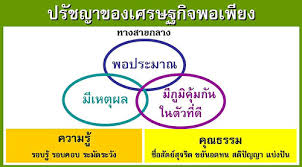 ปรัชญาของเศรษฐกิจพอเพียง
ทางสายกลาง
พอประมาณ
มีเหตุผล
มีภูมิคุ้มกัน
ในตัวที่ดี
ความรู้
รอบรู้ รอบคอบ ระมัดระวัง
คุณธรรม
ซื่อสัตย์สุจริต ขยันอดทน สติปัญญา แบ่งปัน